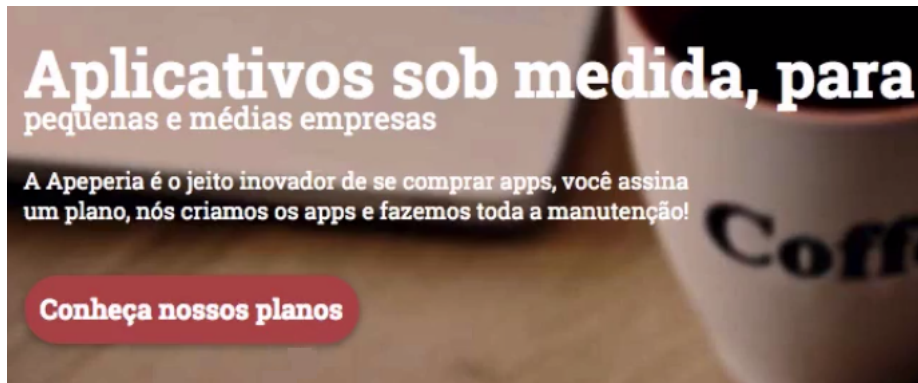 Aplicativos sob medida, para
pequenas e médias empresas
A Apeperia é o jeito inovador de se comprar apps, você assina
um plano, nós criamos os apps e fazemos toda a manutenção!
Conheça nossos planos